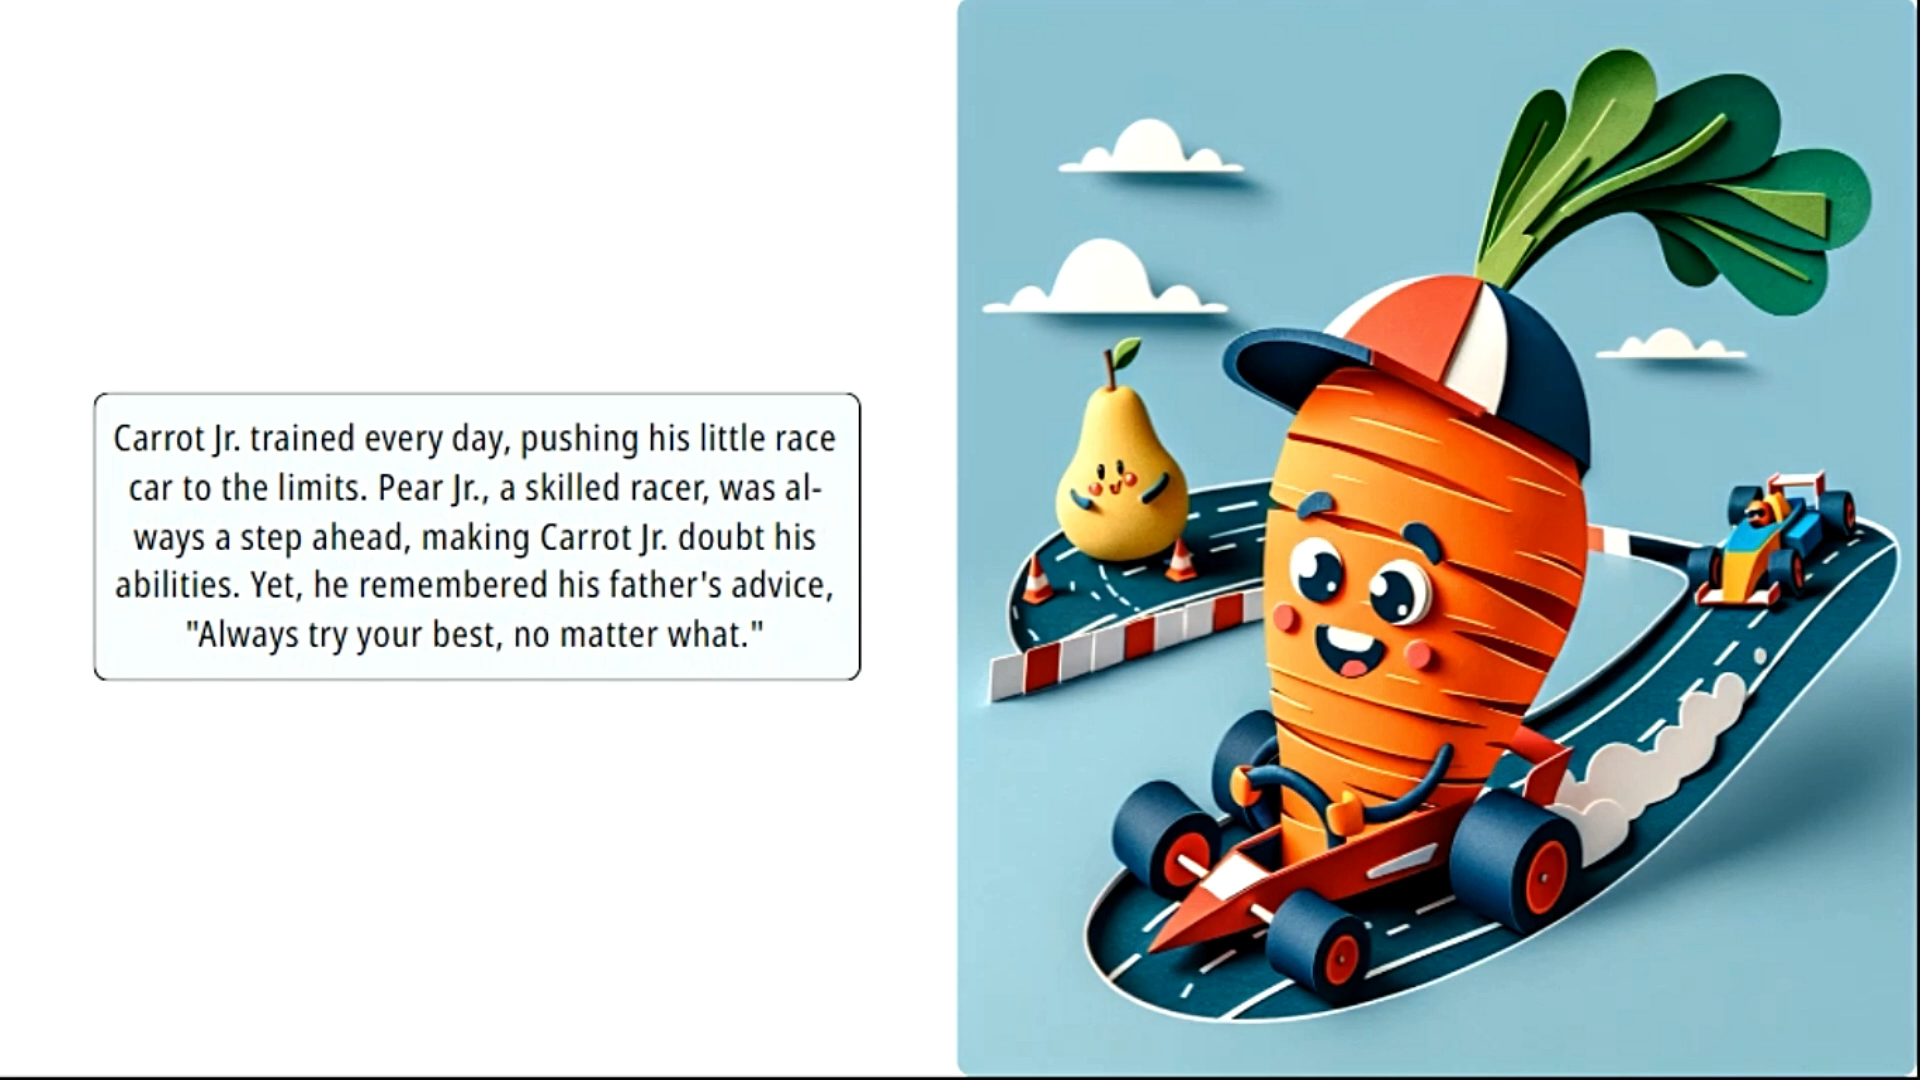 Carrot Jr. trained every day, pushing his little race
car to the limits. Pear Jr., a skilled racer, was al-
ways a step ahead, making Carrot Jr. doubt his
abilities. Yet, he remembered his father's advice,
"Always try your best, no matter what."